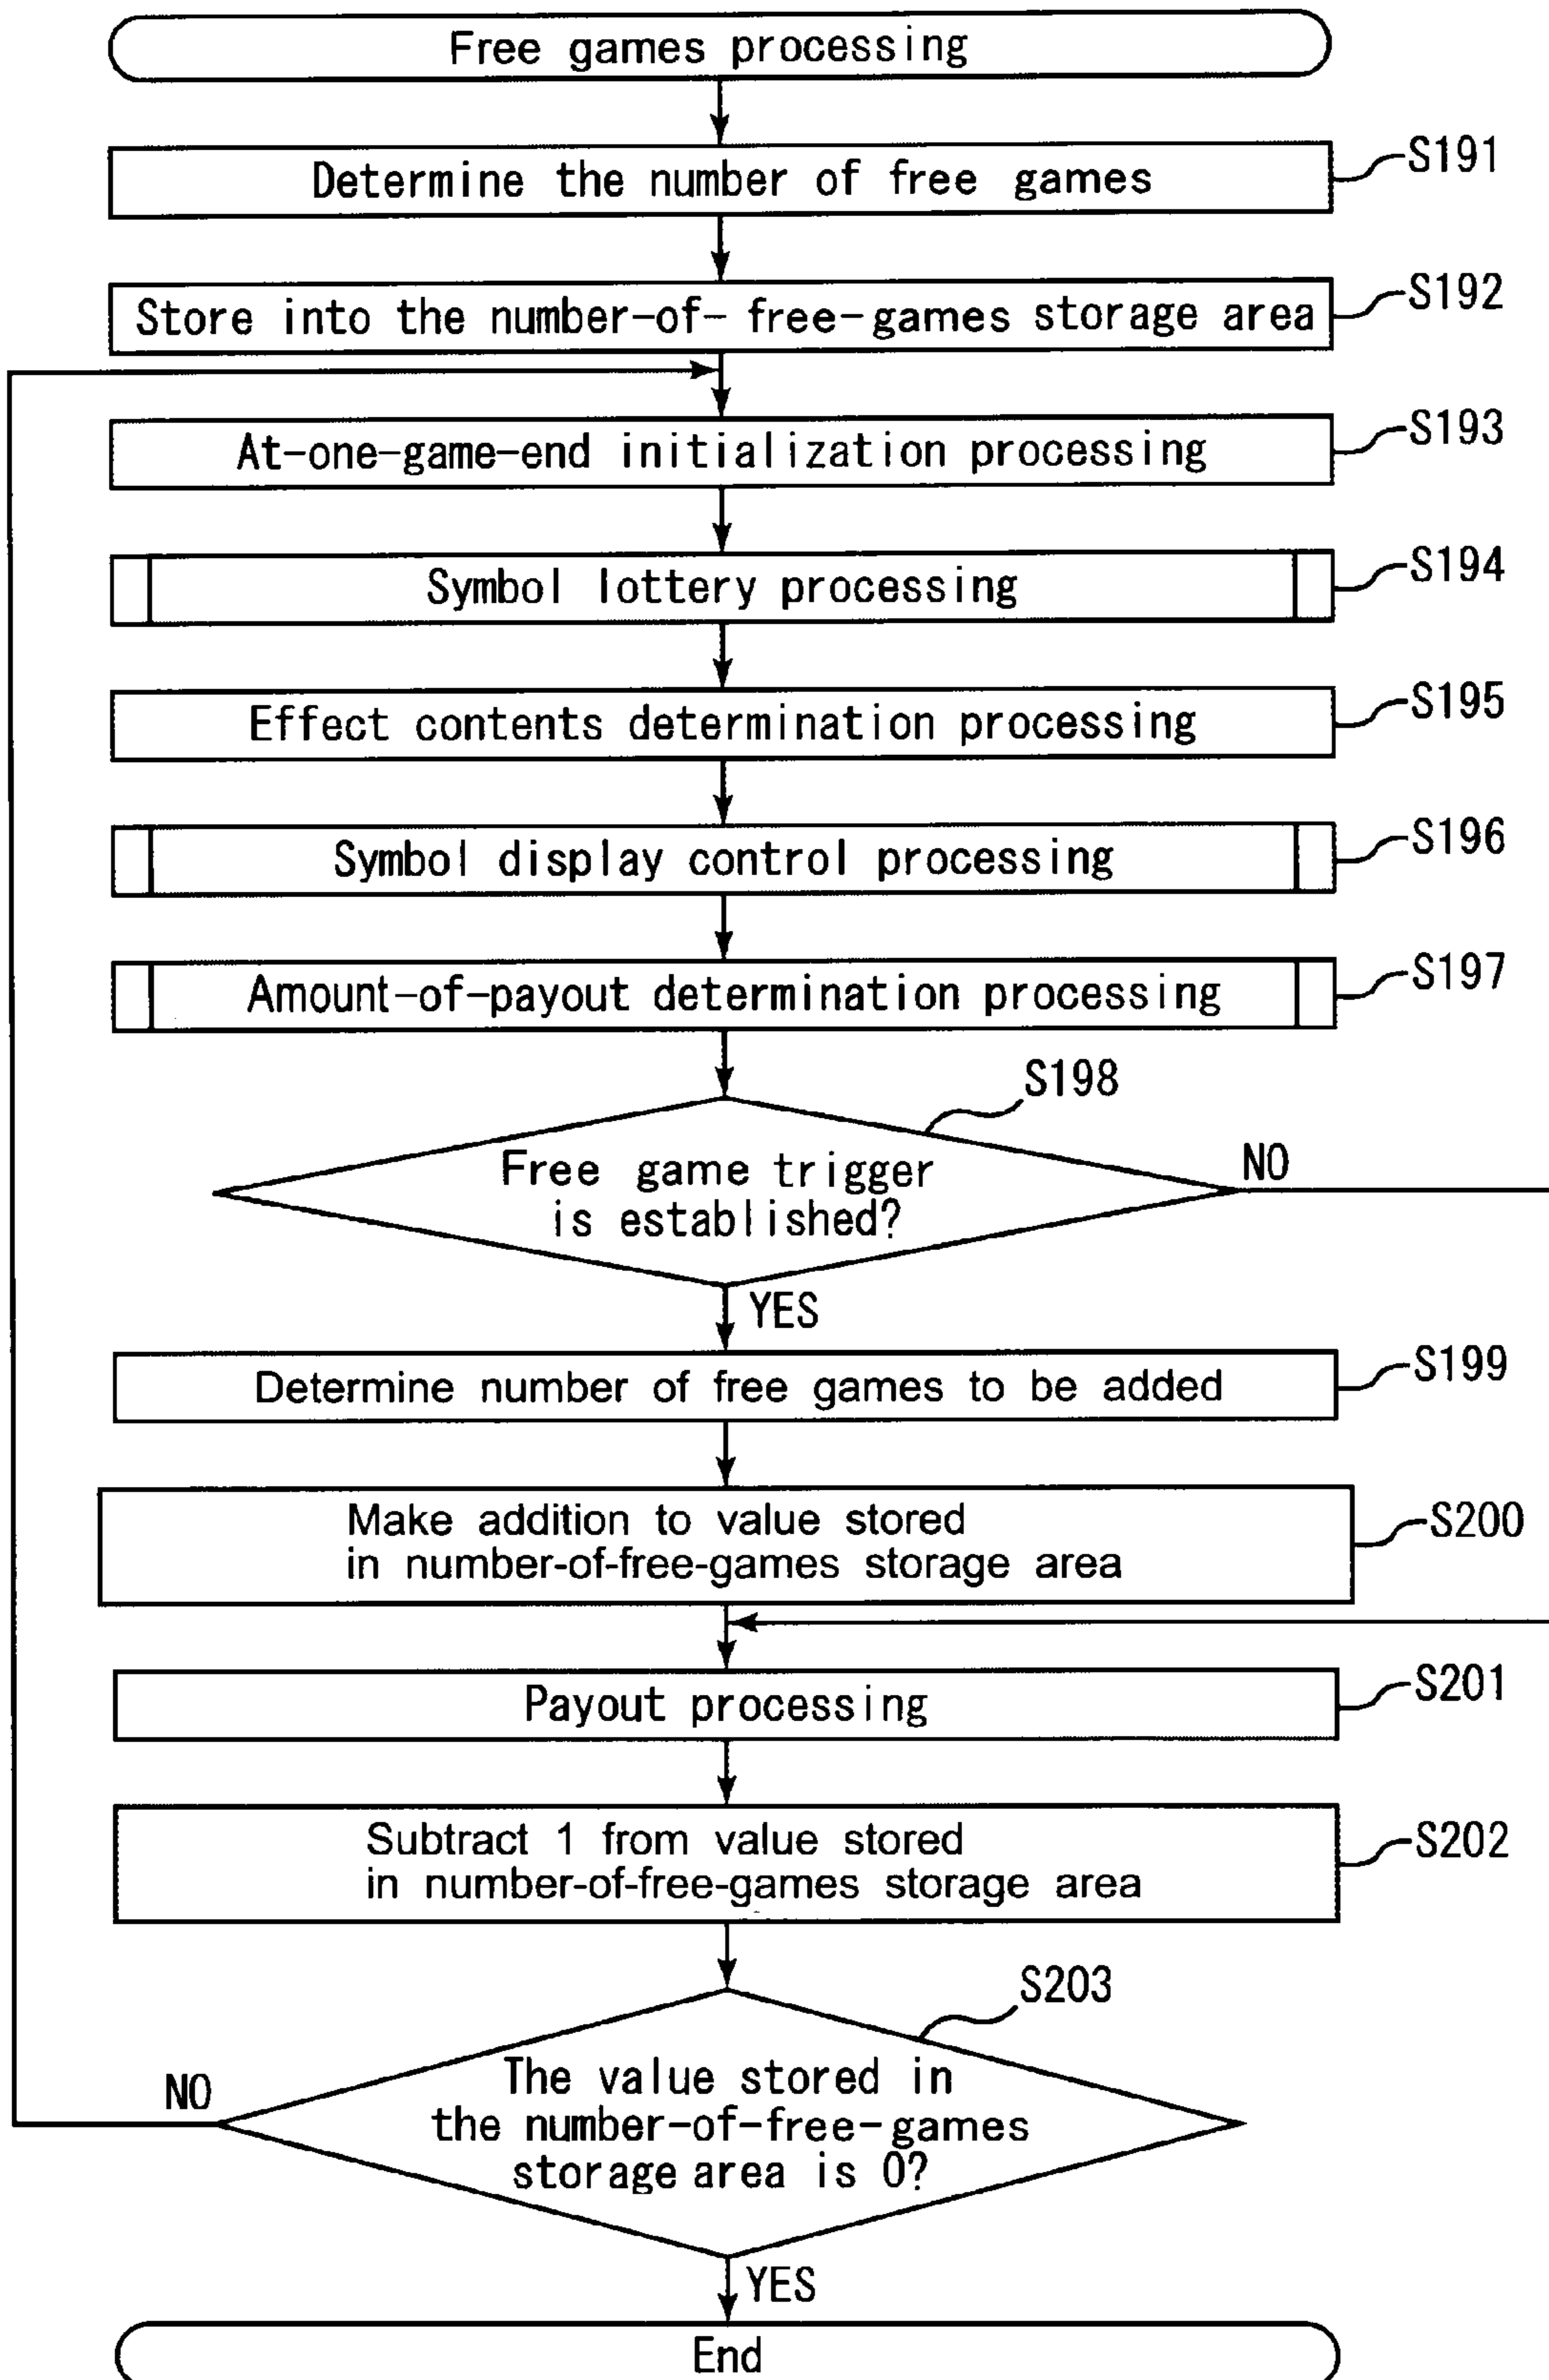 Free games processing
Determine the number of free games
S191
Store into the number-of- free-games storage area
S192
At-one-game-end initialization processing
S193
Symbol lottery processing
S194
Effect contents determination processing
S195
Symbol display control processing
S196
Amount-of-payout determination processing
S197
S198
Free game trigger
is established?
NO
YES
Determine number of free games to be added
S199
Make addition to value stored
in number-of-free-games storage area
S200
Payout processing
S201
Subtract 1 from value stored
in number-of-free-games storage area
S202
S203
The value stored in
the number-of-free-games
storage area is 0?
NO
YES
End